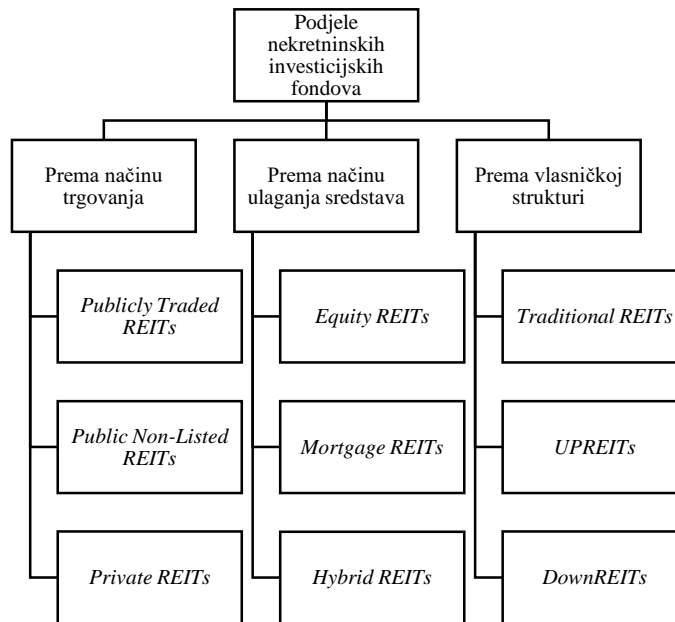 Podjele
nekretninskih
investicijskih
fondova
Prema načinu
trgovanja
Prema načinu
ulaganja sredstava
Prema vlasničkoj
strukturi
Publicly Traded
REITs
Equity REITs
Traditional REITs
Public Non-Listed
REITs
Mortgage REITs
UPREITs
Private REITs
Hybrid REITs
DownREITs